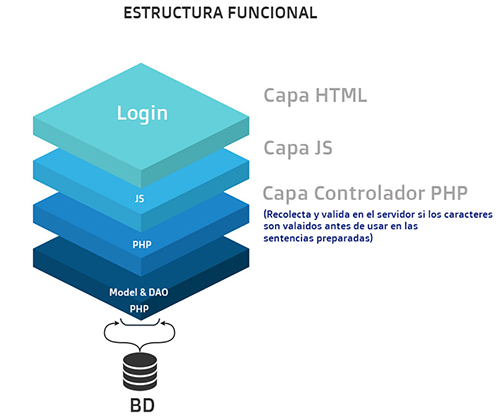 ESTRUCTURA FUNCIONAL
Login
Capa HTML
Capa JS
JS
Capa Controlador PHP
(Recolecta y valida en el servidor si los caracteres
son valaidos antes de usar en las
sentencias preparadas)
PHP
Model & DAO
PHP
BD